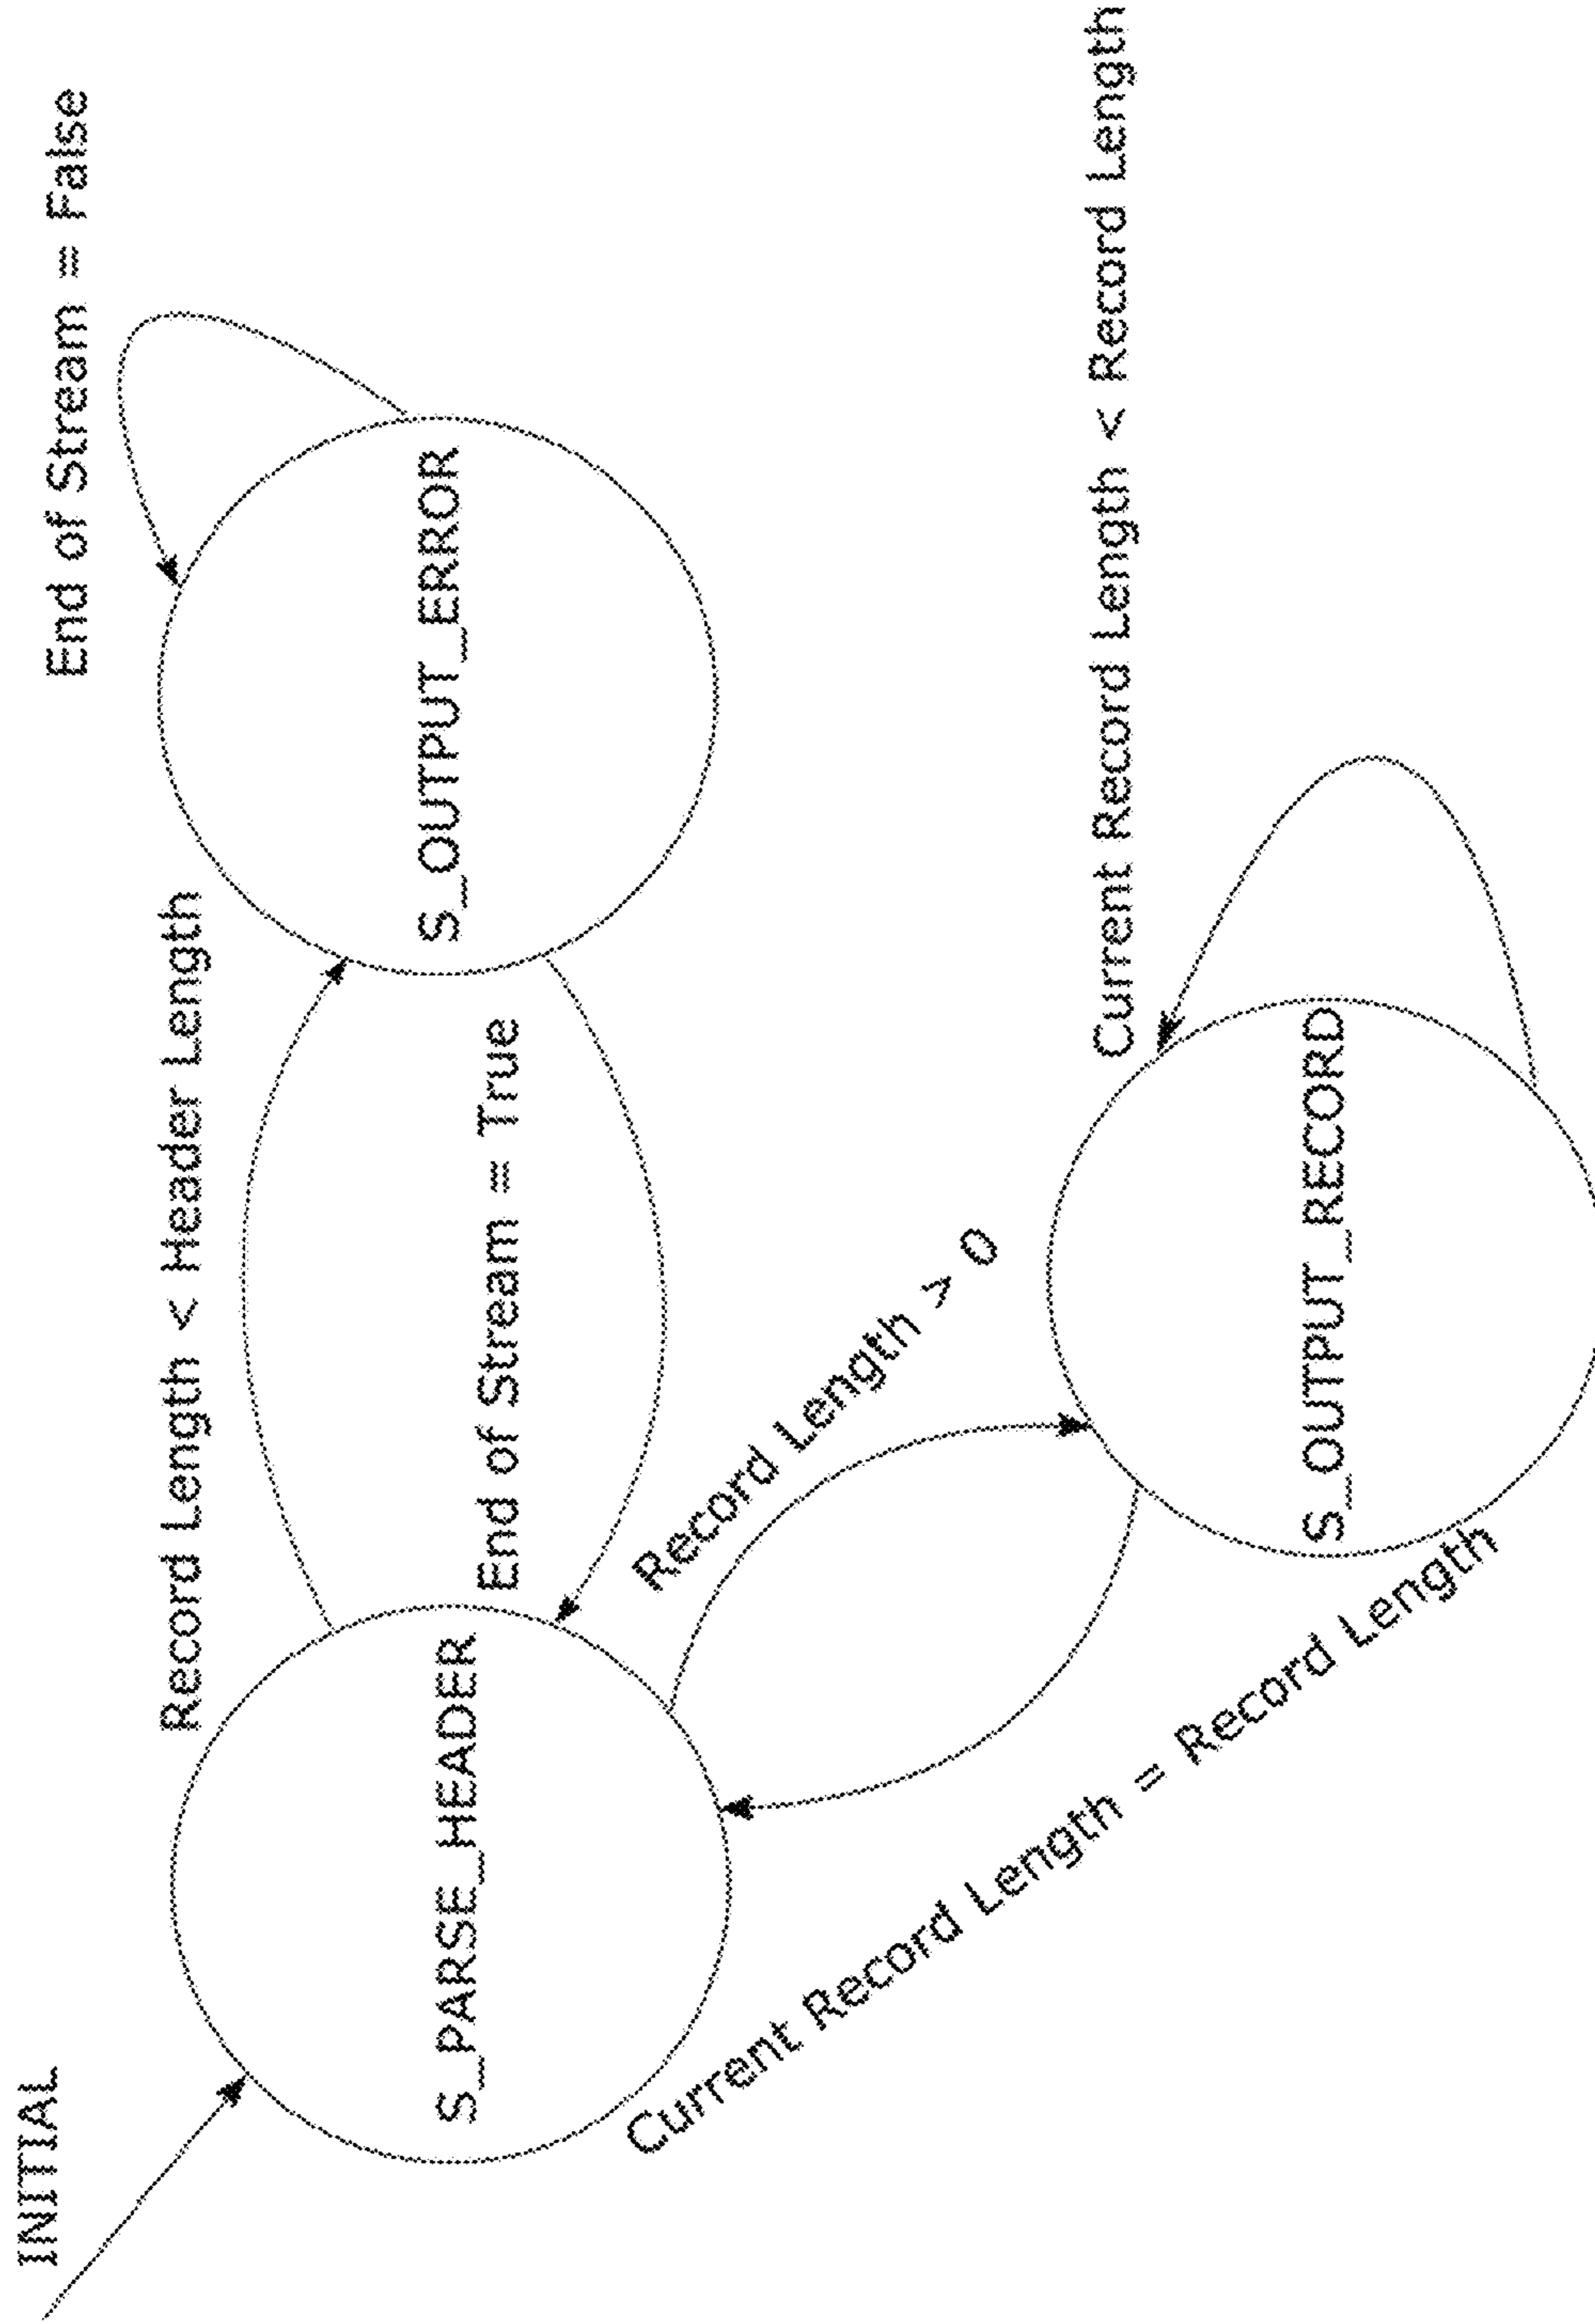 INITIAL
End of Stream = False
Record Length < Header Length
S_PARSE_HEADER
End of Stream = True
S_OUTPUT_ERROR
Record Length > 0
Current Record Length = Record Length
Current Record Length < Record Length
S_OUTPUT_RECORD